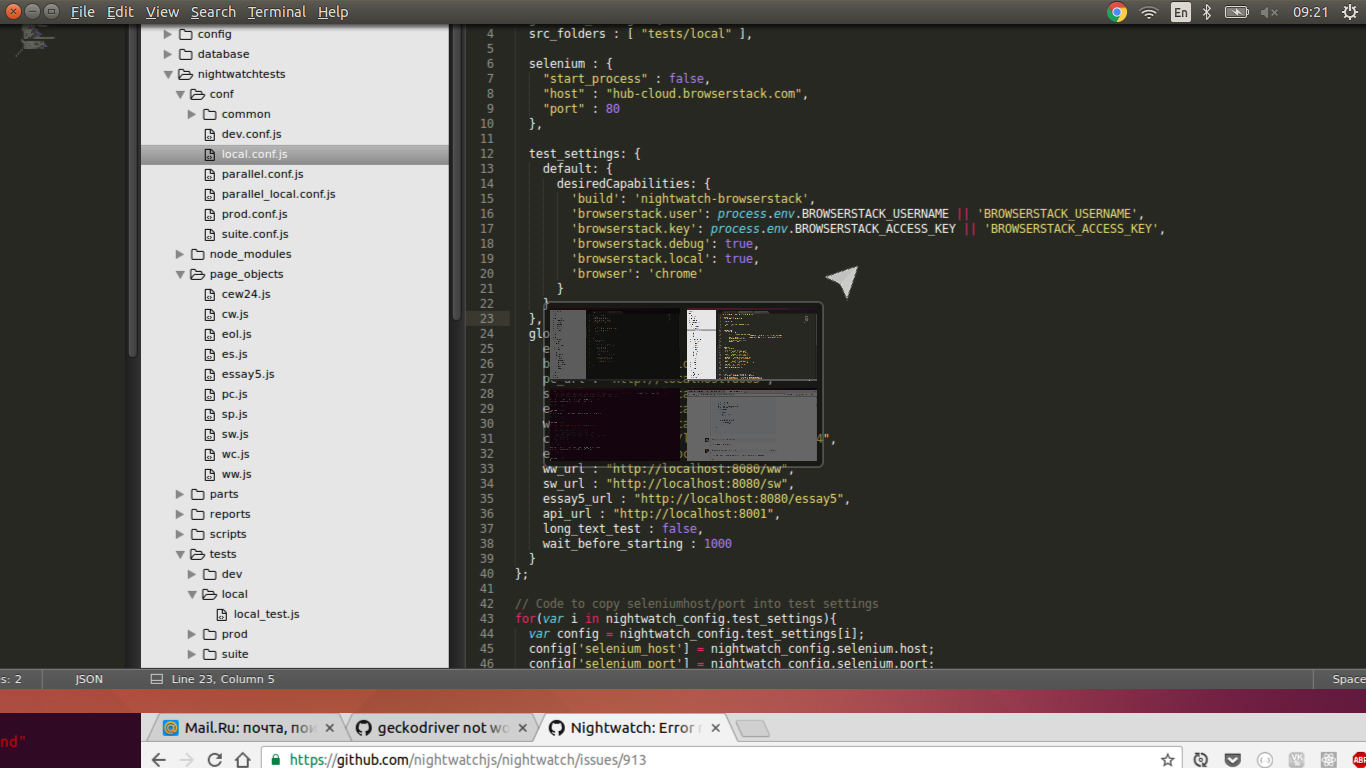 File Edit View Search Terminal Help
En
09:21
config
database
nightwatchtests
conf
common
dev.conf.js
local.conf.js
parallel.conf.js
parallel_local.conf.js
prod.conf.js
suite.conf.js
node_modules
page_objects
cew24.js
cw.js
eol.js
es.js
essay5.js
pc.js
sp.js
sw.js
wc.js
ww.js
parts
reports
scripts
tests
dev
local
local_test.js
prod
suite
4 src_folders : [ "tests/local" ],
5
6 selenium : {
7 "start_process" : false,
8 "host" : "hub-cloud.browserstack.com",
9 "port" : 80
10 },
11
12 test_settings: {
13 default: {
14 desiredCapabilities: {
15 'build': 'nightwatch-browserstack',
16 'browserstack.user': process.env.BROWSERSTACK_USERNAME || 'BROWSERSTACK_USERNAME',
17 'browserstack.key': process.env.BROWSERSTACK_ACCESS_KEY || 'BROWSERSTACK_ACCESS_KEY',
18 'browserstack.debug': true,
19 'browserstack.local': true,
20 'browser': 'chrome'
21 }
22 }
23 },
24 glo
25 e
26 b
27
28 s
29 e
30 w
31 c 4",
32 e
33 ww_url : "http://localhost:8080/ww",
34 sw_url : "http://localhost:8080/sw",
35 essay5_url : "http://localhost:8080/essay5",
36 api_url : "http://localhost:8001",
37 long_text_test : false,
38 wait_before_starting : 1000
39 }
40 };
41
42 // Code to copy seleniumhost/port into test settings
43 for(var i in nightwatch_config.test_settings){
44 var config = nightwatch_config.test_settings[i];
45 config['selenium_host'] = nightwatch_config.selenium.host;
46 config['selenium_port'] = nightwatch_config.selenium.port;
s: 2 JSON Line 23, Column 5 Space
nd"
Mail.Ru: почта, пои geckodriver not wo Nightwatch: Error
https://github.com/nightwatchjs/nightwatch/issues/913
ABP